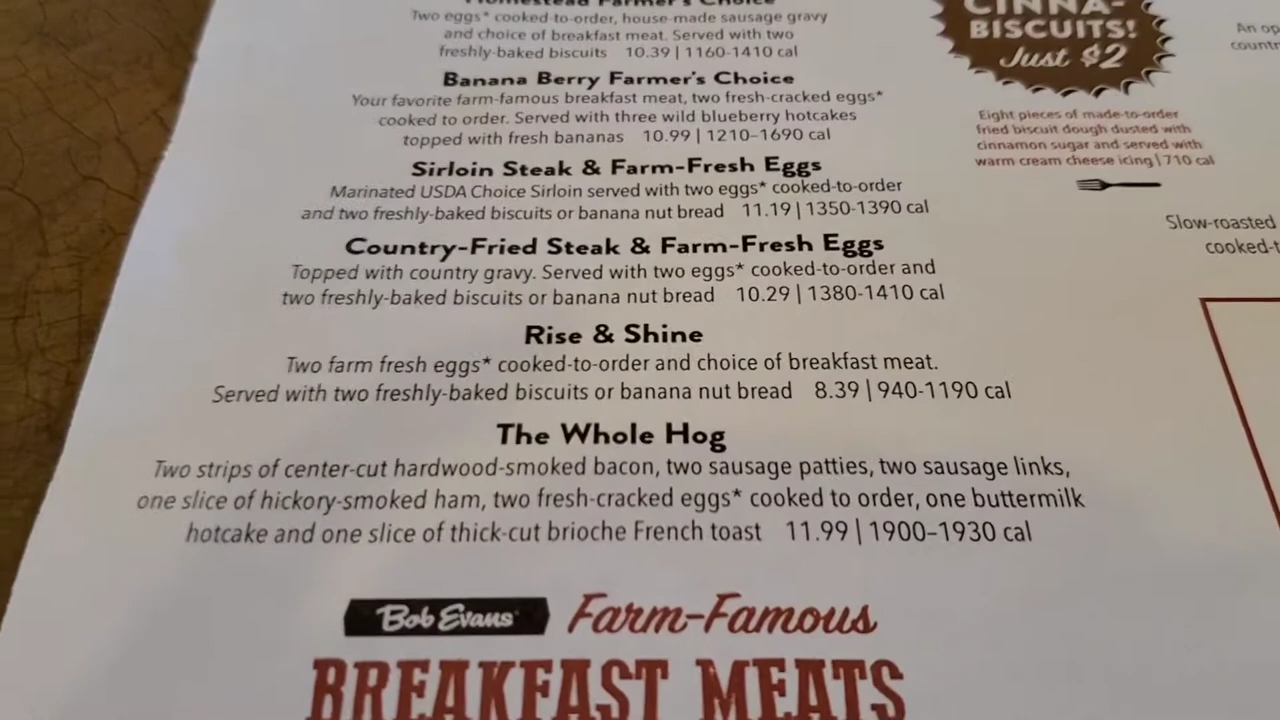 Homestead Farmer's Choice
Two eggs* cooked-to-order, house-made sausage gravy
and choice of breakfast meat. Served with two
freshly-baked biscuits 10.39 | 1160-1410 cal
Banana Berry Farmer's Choice
Your favorite farm-famous breakfast meat, two fresh-cracked eggs*
cooked to order. Served with three wild blueberry hotcakes
topped with fresh bananas 10.99 | 1210–1690 cal
Sirloin Steak & Farm-Fresh Eggs
Marinated USDA Choice Sirloin served with two eggs* cooked-to-order
and two freshly-baked biscuits or banana nut bread 11.19 | 1350-1390 cal
Country-Fried Steak & Farm-Fresh Eggs
Topped with country gravy. Served with two eggs* cooked-to-order and
two freshly-baked biscuits or banana nut bread 10.29 | 1380-1410 cal
Rise & Shine
Two farm fresh eggs* cooked-to-order and choice of breakfast meat.
Served with two freshly-baked biscuits or banana nut bread 8.39 | 940-1190 cal
The Whole Hog
Two strips of center-cut hardwood-smoked bacon, two sausage patties, two sausage links,
one slice of hickory-smoked ham, two fresh-cracked eggs* cooked to order, one buttermilk
hotcake and one slice of thick-cut brioche French toast 11.99 | 1900–1930 cal
Bob Evans Farm-Famous
BREAKFAST MEATS
CINNA-
BISCUITS!
Just $2
Eight pieces of made-to-order
fried biscuit dough dusted with
cinnamon sugar and served with
warm cream cheese icing | 710 cal
An op
countr
Slow-roasted
cooked-t